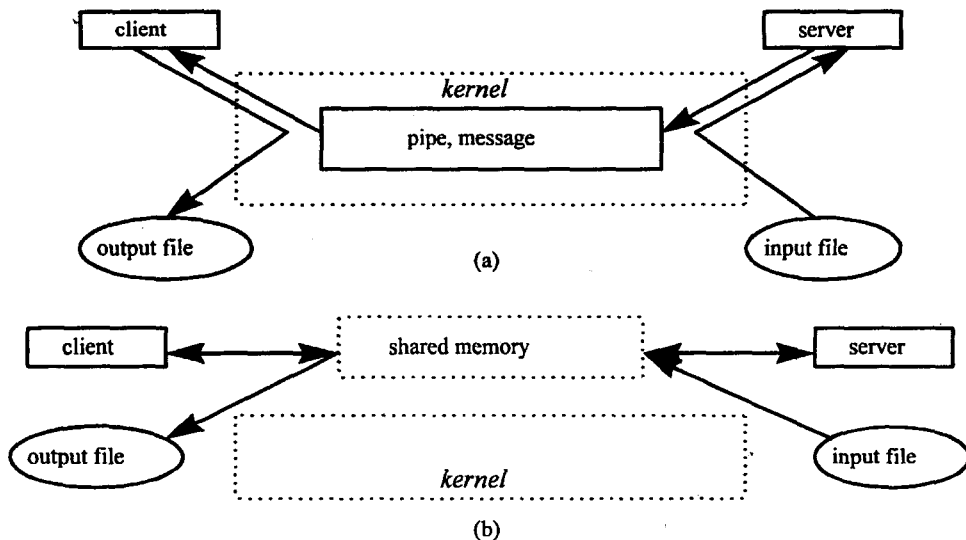 client
server
kernel
pipe, message
output file
input file
(a)
client
shared memory
server
output file
input file
kernel
(b)